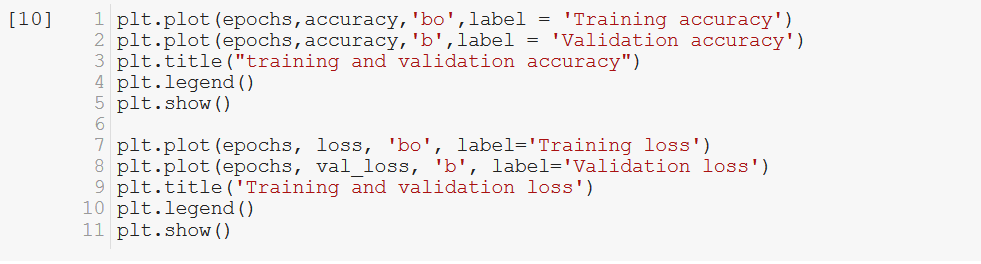 [10] 1 plt.plot(epochs,accuracy,'bo',label = 'Training accuracy')
2 plt.plot(epochs,accuracy,'b',label = 'Validation accuracy')
3 plt.title("training and validation accuracy")
4 plt.legend()
5 plt.show()
6
7 plt.plot(epochs, loss, 'bo', label='Training loss')
8 plt.plot(epochs, val_loss, 'b', label='Validation loss')
9 plt.title('Training and validation loss')
10 plt.legend()
11 plt.show()